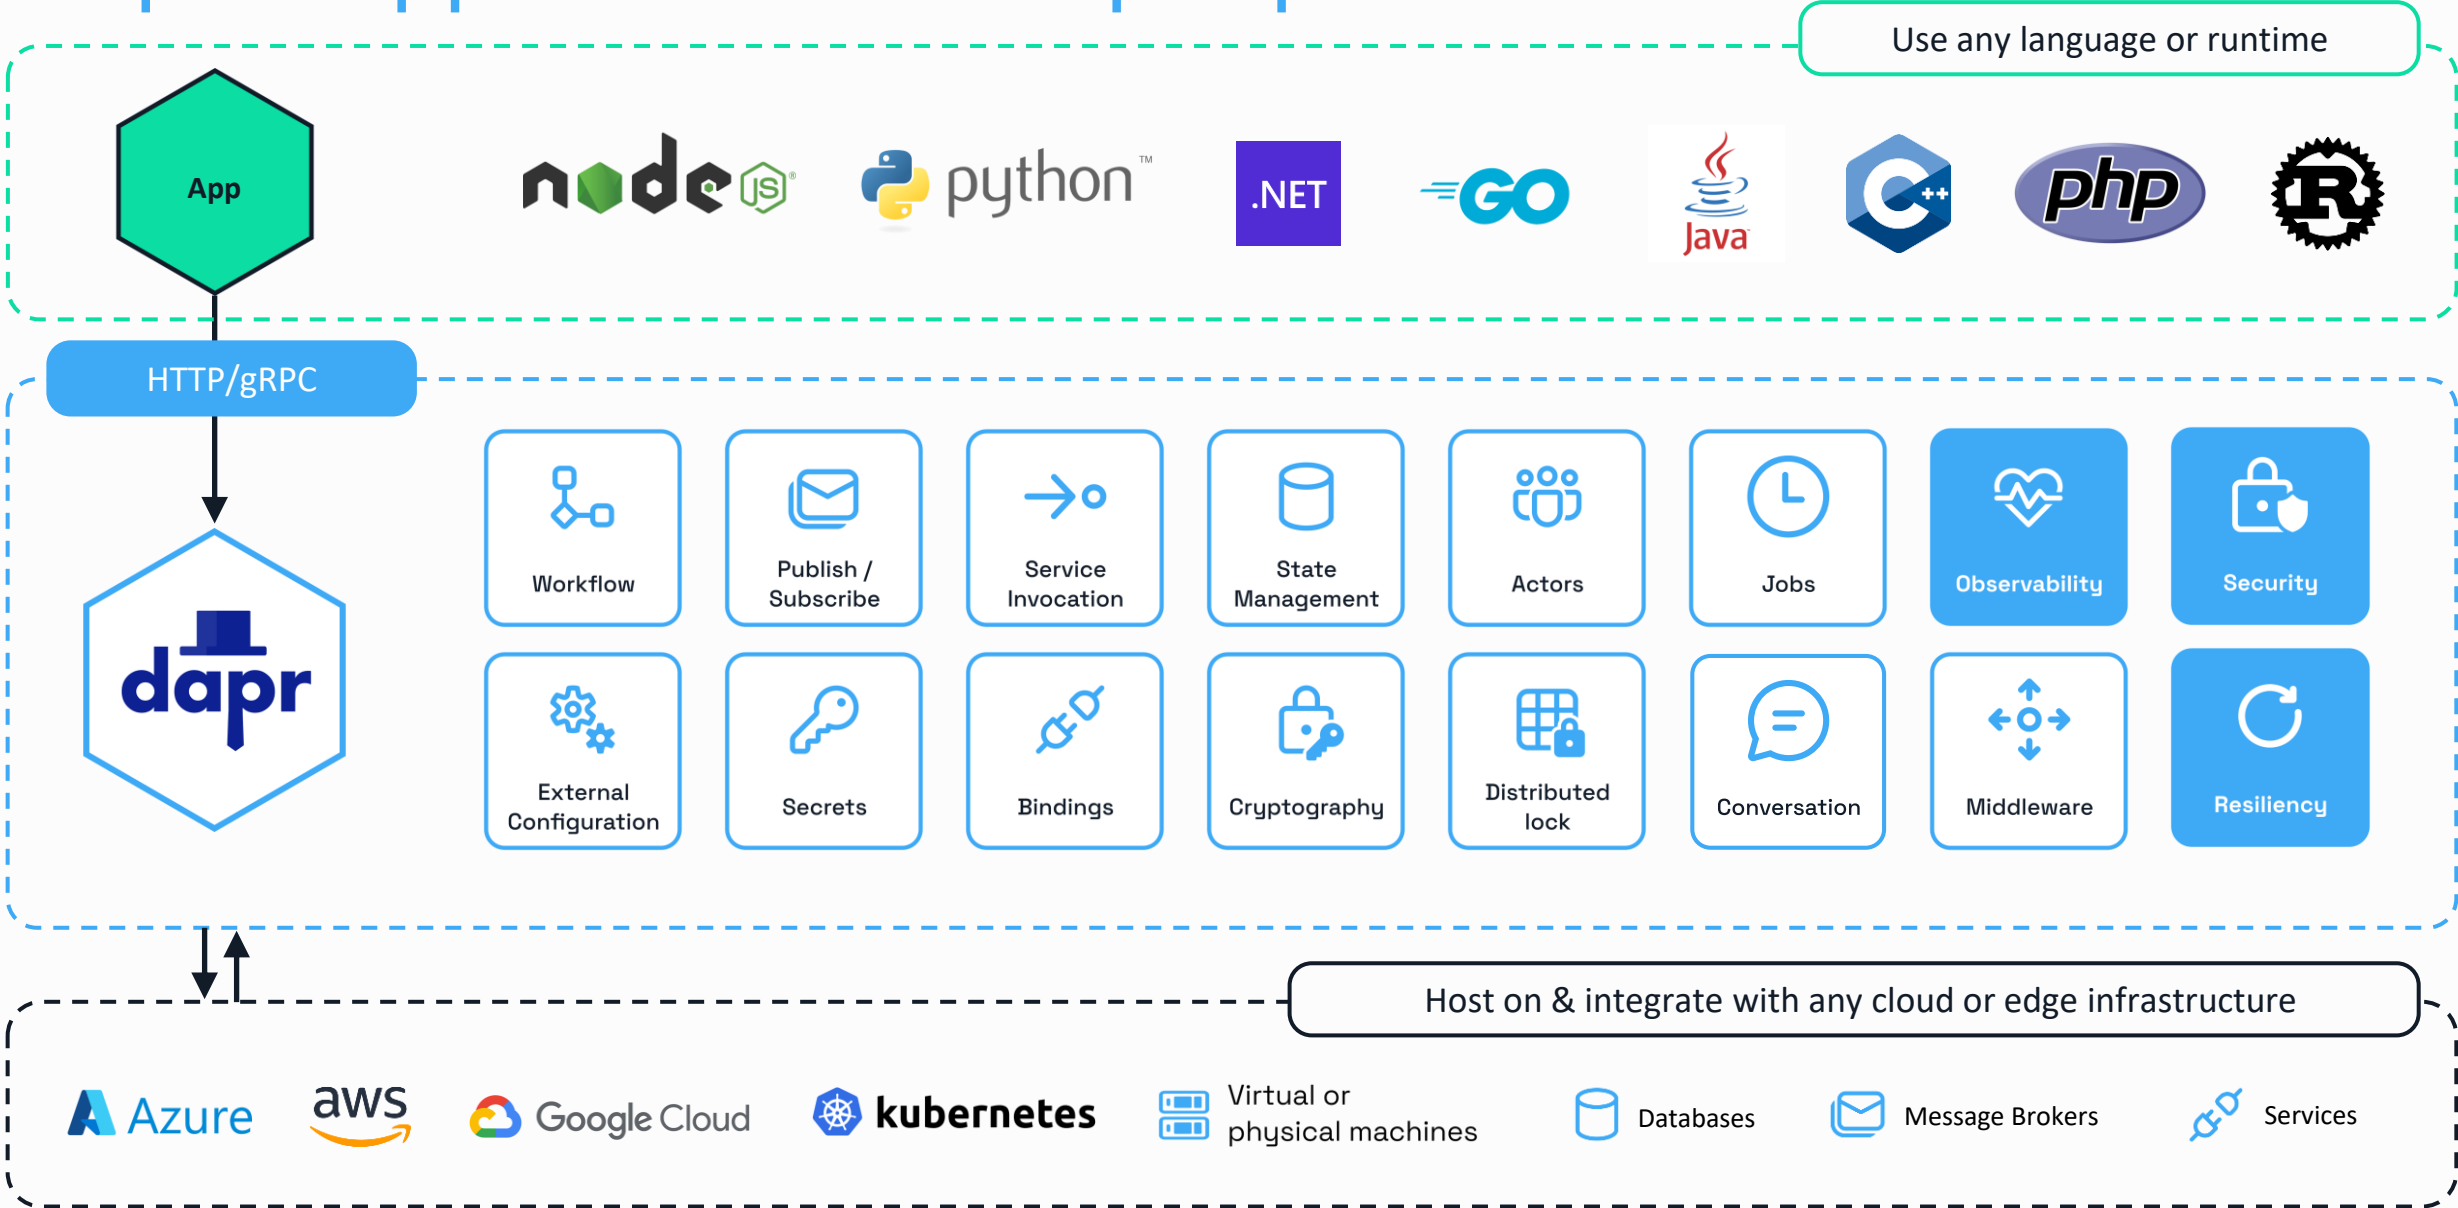 Use any language or runtime
App
node JS ®
python ™
.NET
GO
Java
C++
php
R
HTTP/gRPC
Workflow
Publish /
Subscribe
Service
Invocation
State
Management
Actors
Jobs
Observability
Security
dapr
External
Configuration
Secrets
Bindings
Cryptography
Distributed
lock
Conversation
Middleware
Resiliency
Host on & integrate with any cloud or edge infrastructure
Azure
aws
Google Cloud
kubernetes
Virtual or
physical machines
Databases
Message Brokers
Services